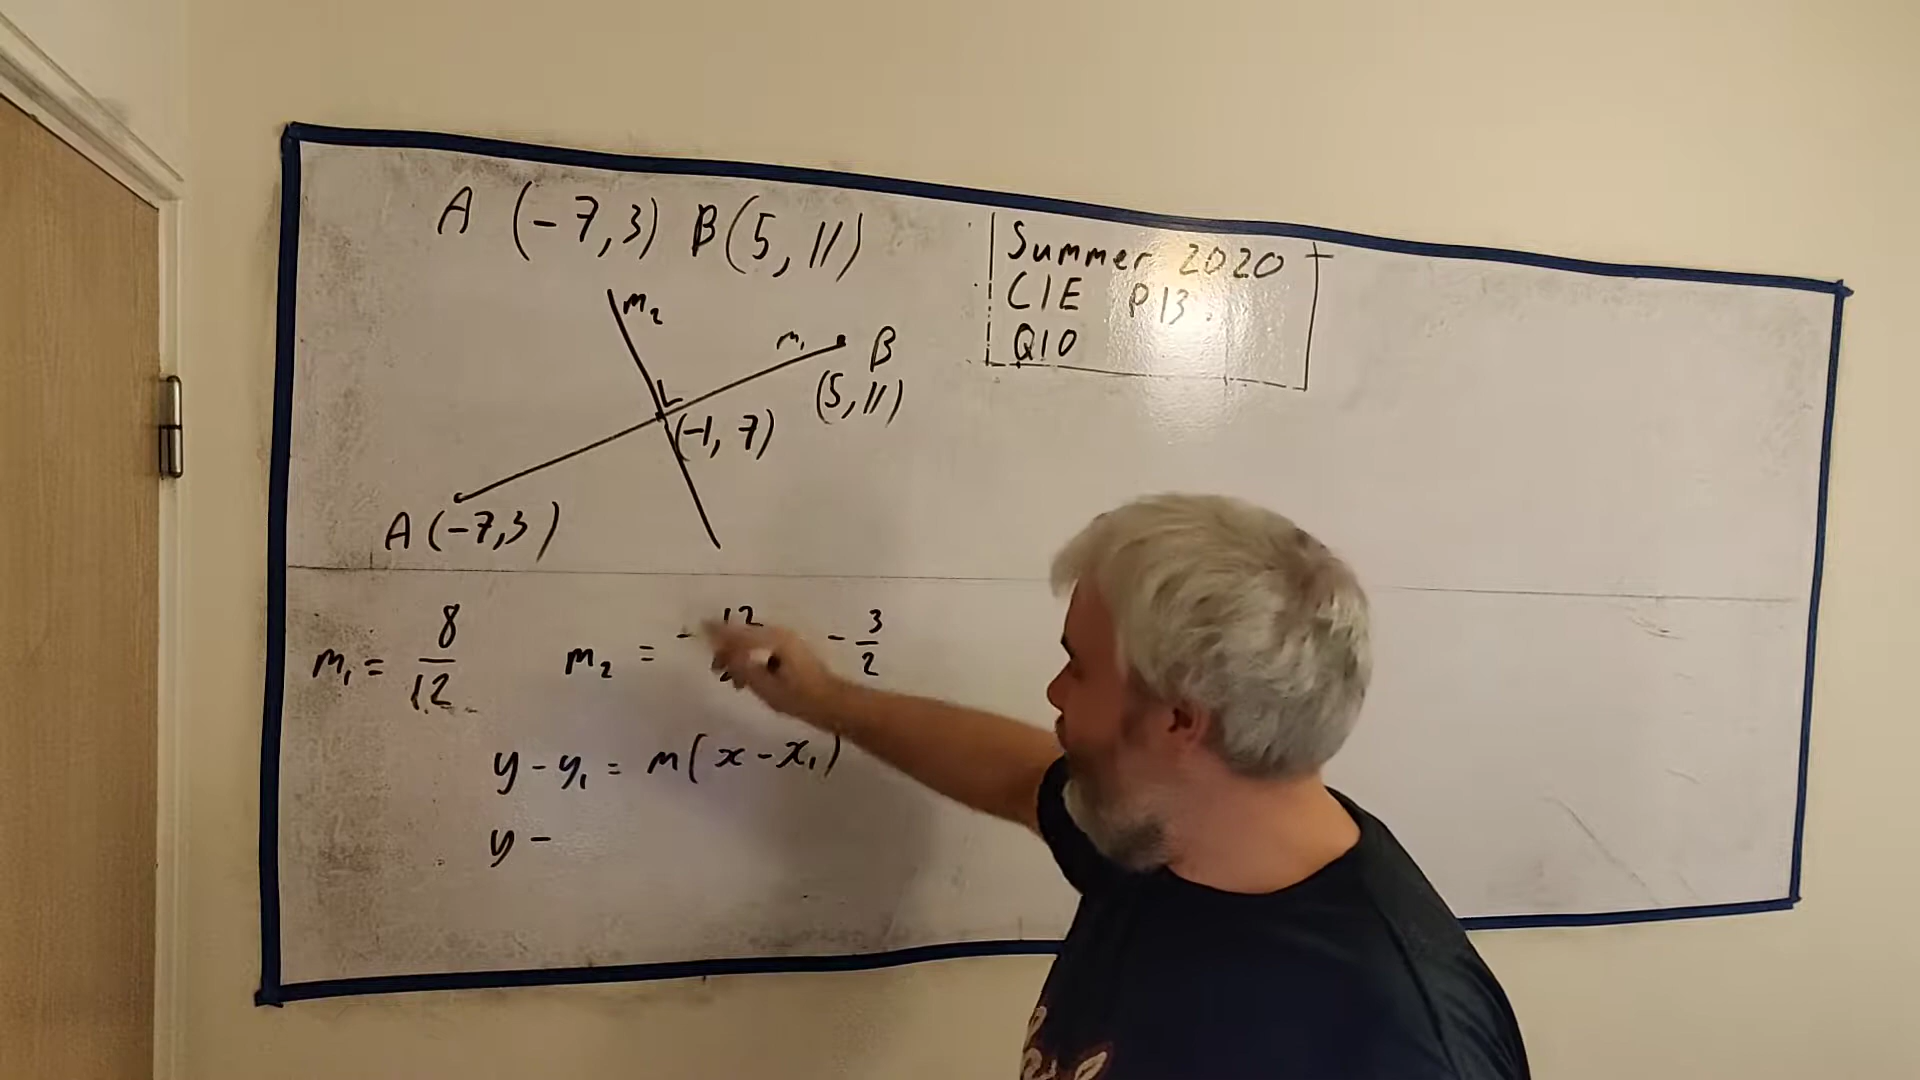 A (-7,3) B(5,11)
Summer 2020
CIE P13.
Q10
m₂
m₁
B
(5,11)
(-1, 7)
A (-7,3)
m₁ = 8/12
m₂ = - 12 - 3/2
y - y₁ = m(x - x₁)
y -